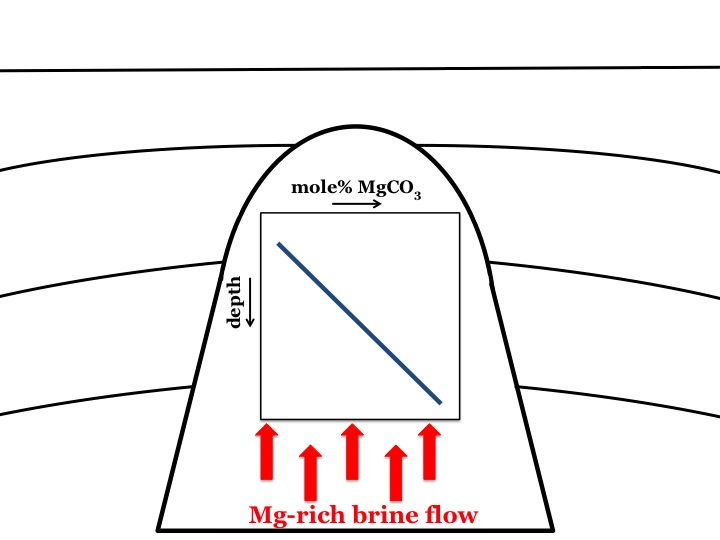 mole% MgCO₃
depth
Mg-rich brine flow